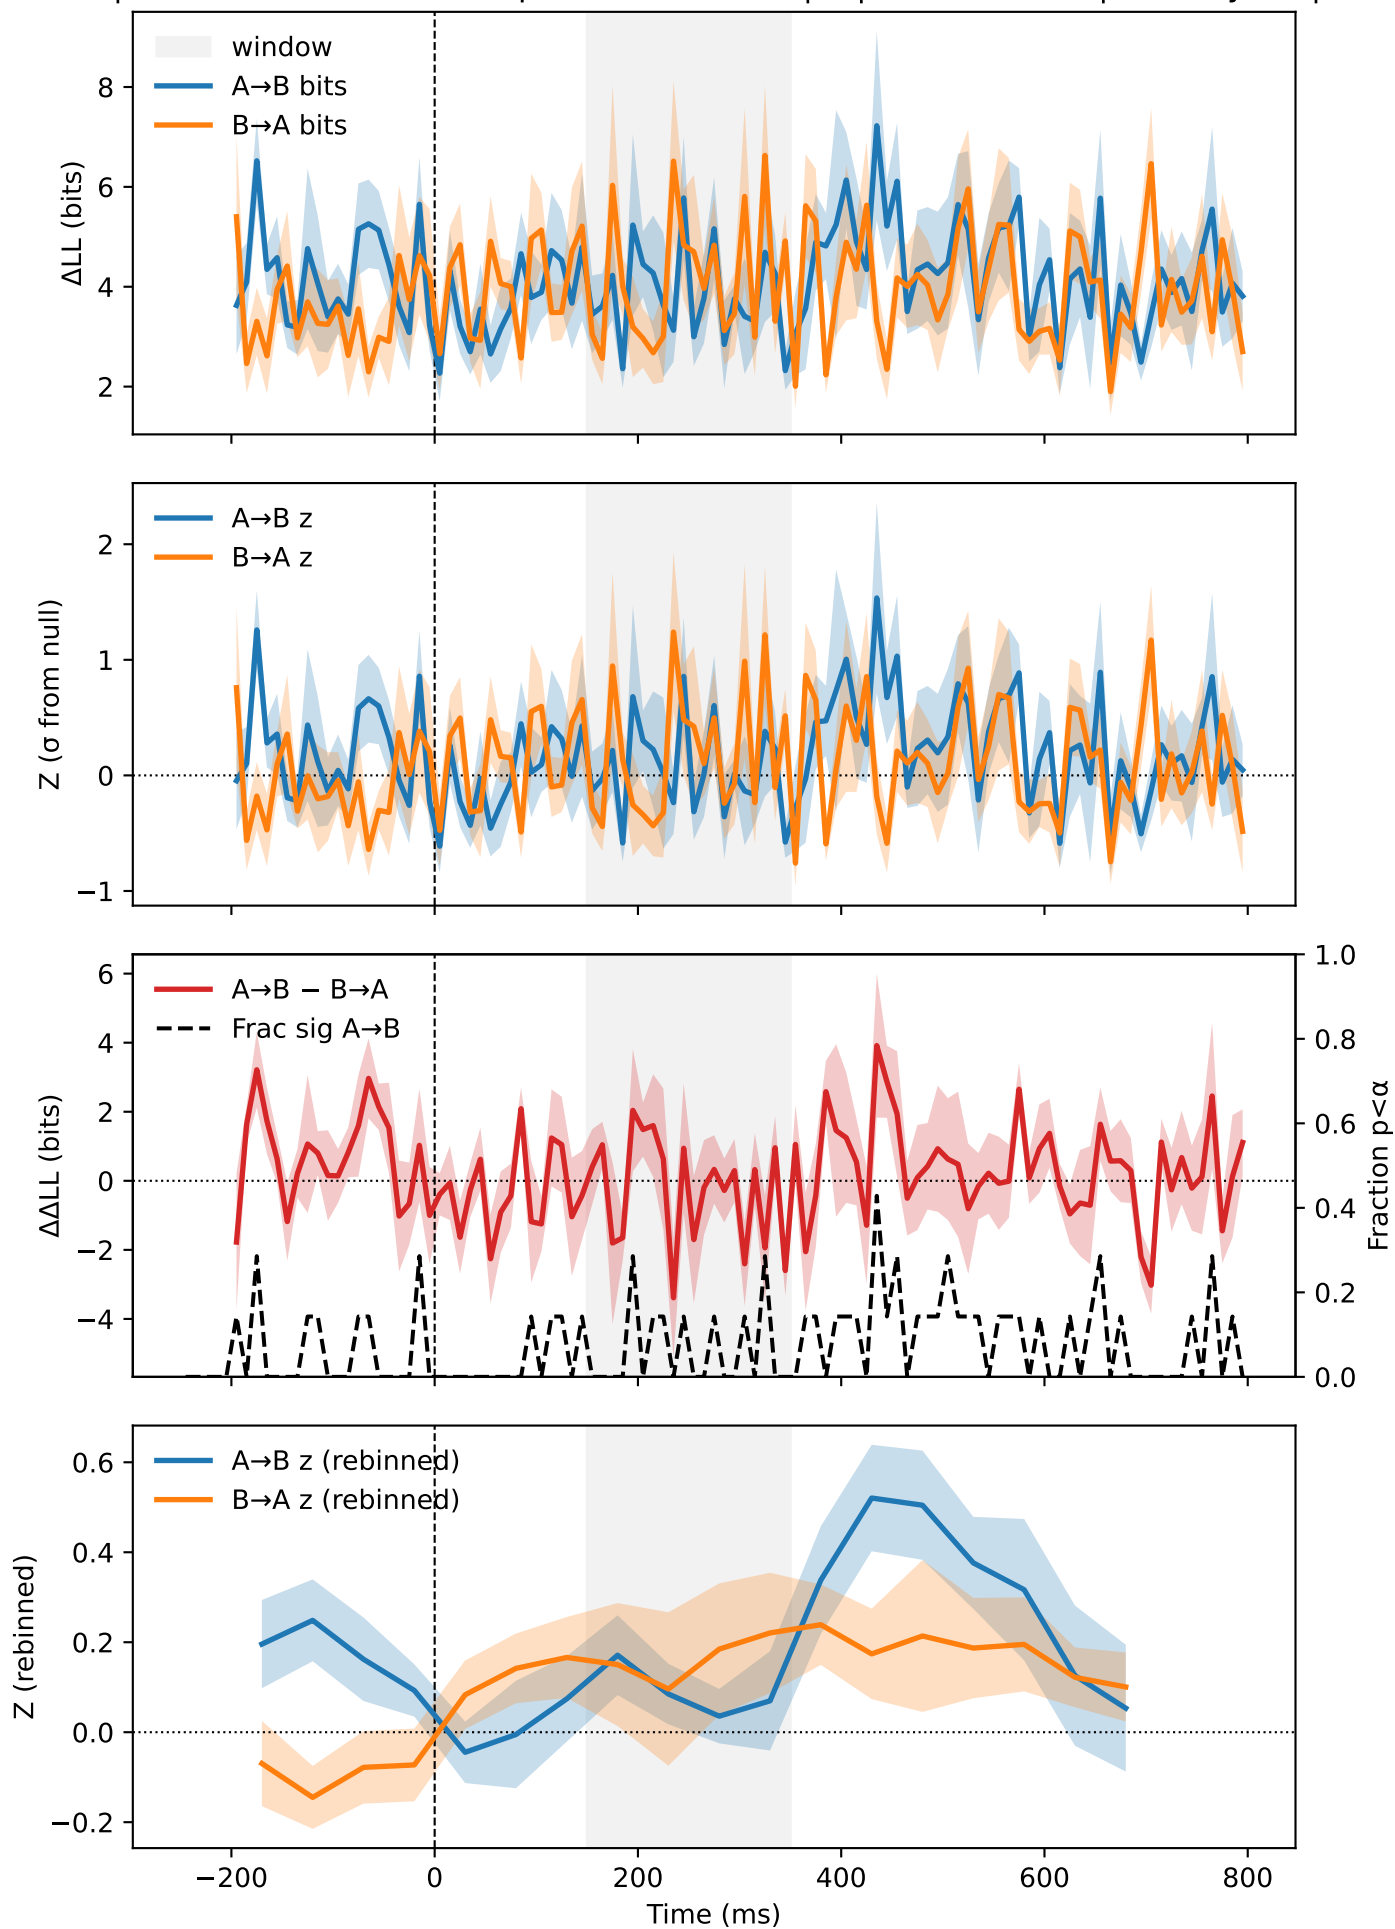 window
A→B bits
B→A bits
ΔLL (bits)
8
6
4
2
A→B z
B→A z
Z (σ from null)
2
1
0
−1
A→B − B→A
Frac sig A→B
ΔΔLL (bits)
6
4
2
0
−2
−4
1.0
0.8
0.6
0.4
0.2
0.0
Fraction p<α
A→B z (rebinned)
B→A z (rebinned)
Z (rebinned)
0.6
0.4
0.2
0.0
−0.2
−200
0
200
400
600
800
Time (ms)